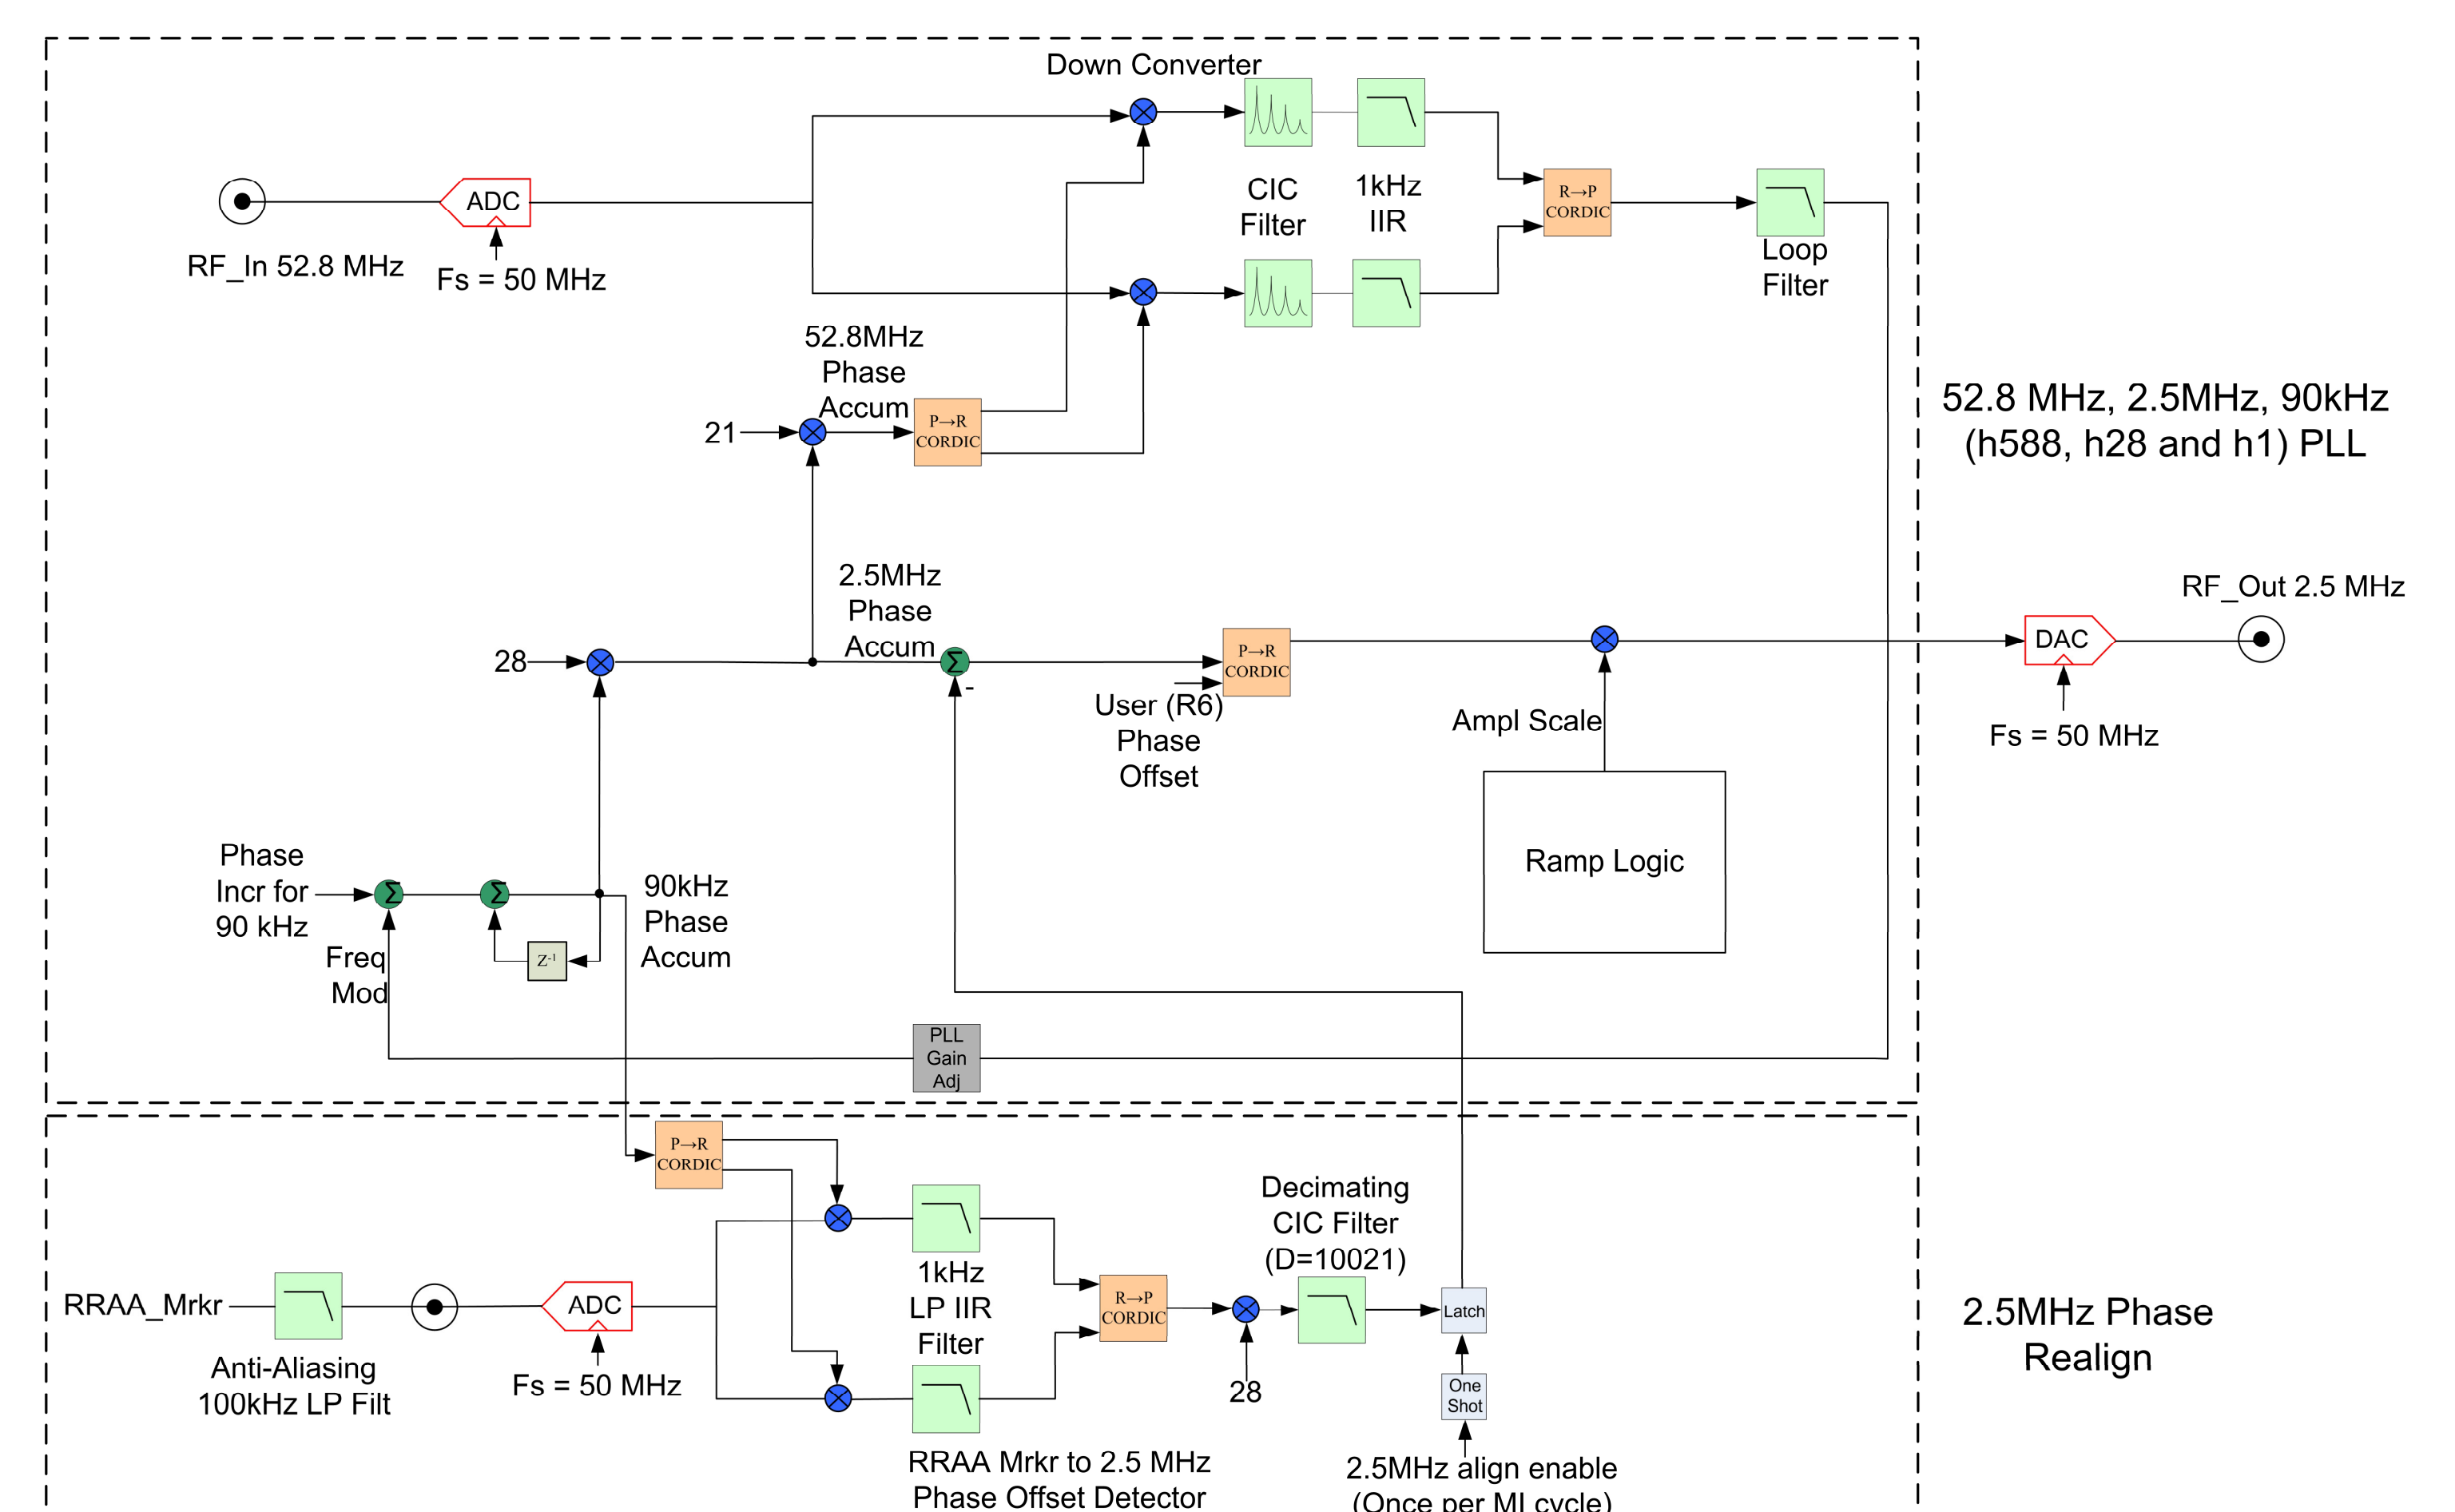 Down Converter
CIC
Filter
1kHz
IIR
R→P
CORDIC
ADC
RF_In 52.8 MHz
Fs = 50 MHz
Loop
Filter
52.8MHz
Phase
Accum
21
P→R
CORDIC
52.8 MHz, 2.5MHz, 90kHz
(h588, h28 and h1) PLL
2.5MHz
Phase
Accum
28
Σ
-
P→R
CORDIC
User (R6)
Phase
Offset
Ampl Scale
Ramp Logic
RF_Out 2.5 MHz
DAC
Fs = 50 MHz
Phase
Incr for
90 kHz
Σ
Σ
Z-1
90kHz
Phase
Accum
Freq
Mod
PLL
Gain
Adj
P→R
CORDIC
RRAA_Mrkr
Anti-Aliasing
100kHz LP Filt
ADC
Fs = 50 MHz
1kHz
LP IIR
Filter
R→P
CORDIC
28
Decimating
CIC Filter
(D=10021)
Latch
One
Shot
2.5MHz Phase
Realign
RRAA Mrkr to 2.5 MHz
Phase Offset Detector
2.5MHz align enable
(Once per MI cycle)